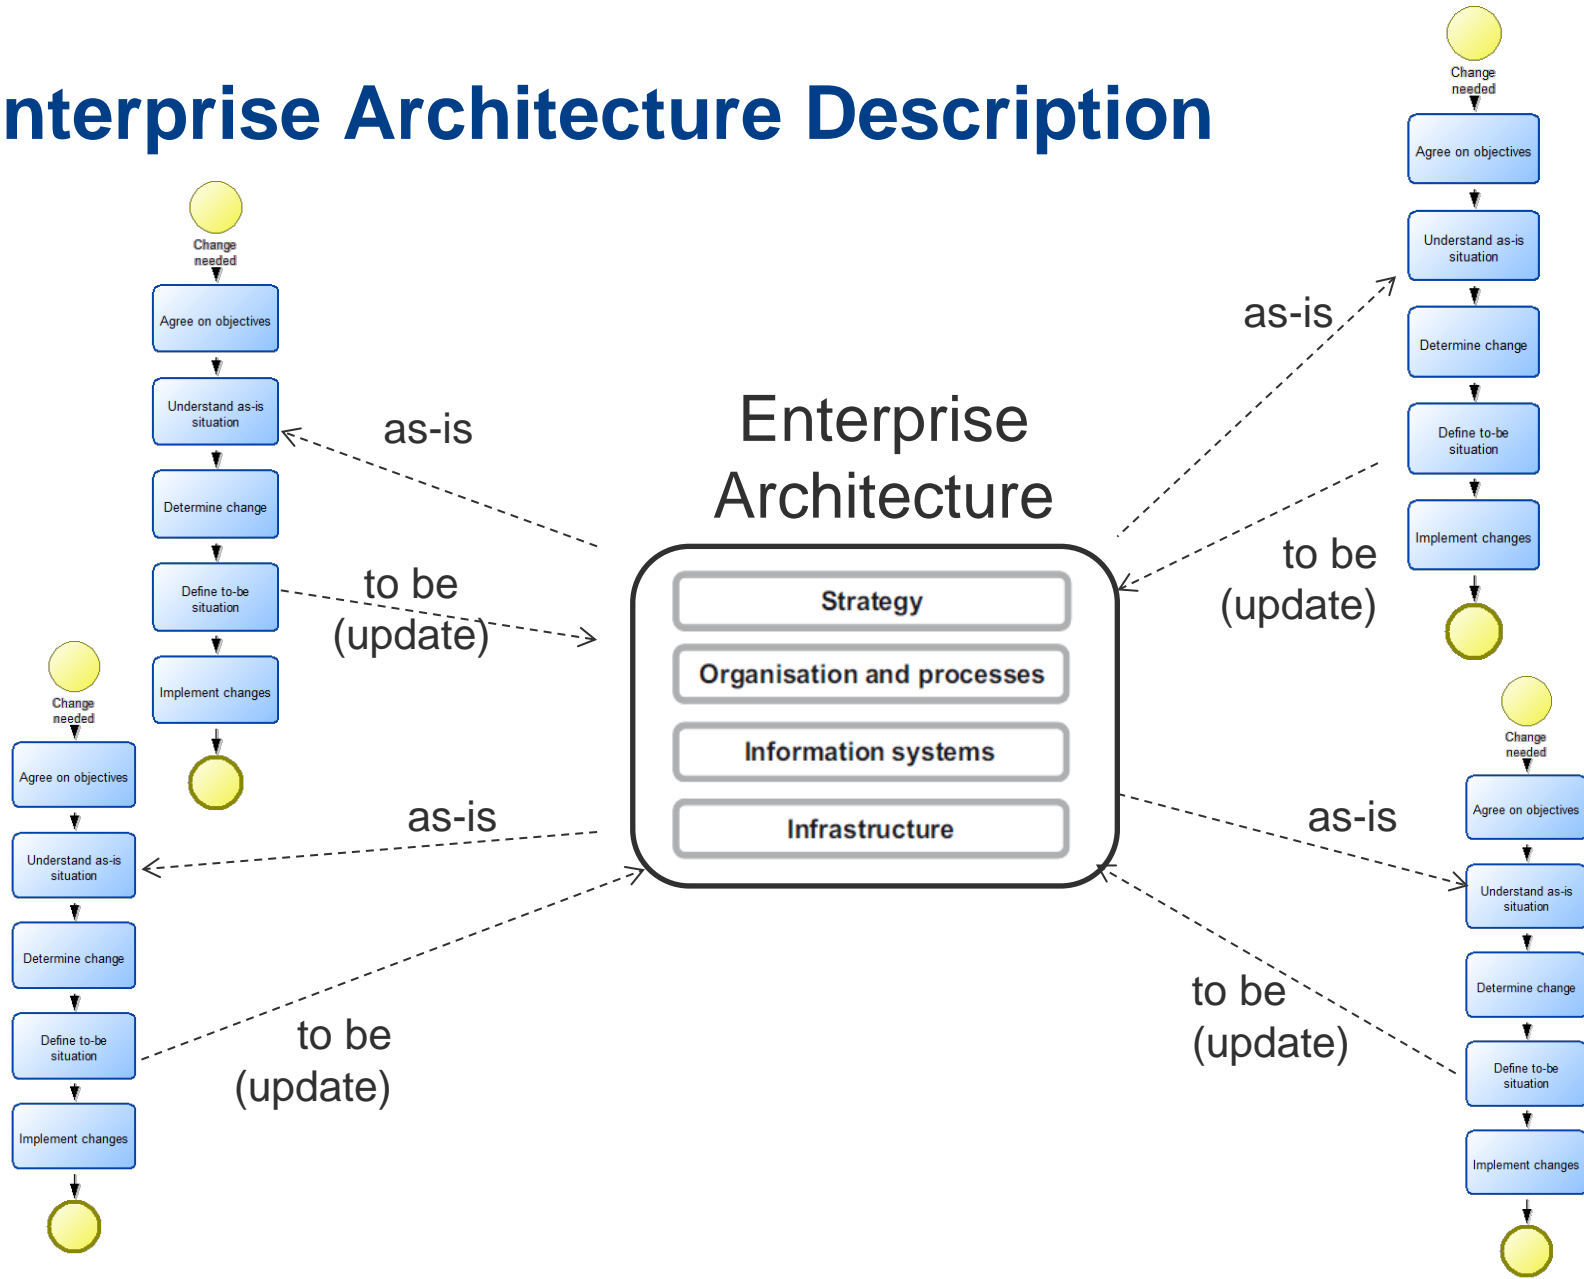 nterprise Architecture Description
Change
needed
Agree on objectives
Understand as-is
situation
Determine change
Define to-be
situation
Implement changes
as-is
to be
(update)
Change
needed
Agree on objectives
Understand as-is
situation
Determine change
Define to-be
situation
Implement changes
as-is
to be
(update)
Enterprise
Architecture
Strategy
Organisation and processes
Information systems
Infrastructure
Change
needed
Agree on objectives
Understand as-is
situation
Determine change
Define to-be
situation
Implement changes
as-is
to be
(update)
Change
needed
Agree on objectives
Understand as-is
situation
Determine change
Define to-be
situation
Implement changes
as-is
to be
(update)